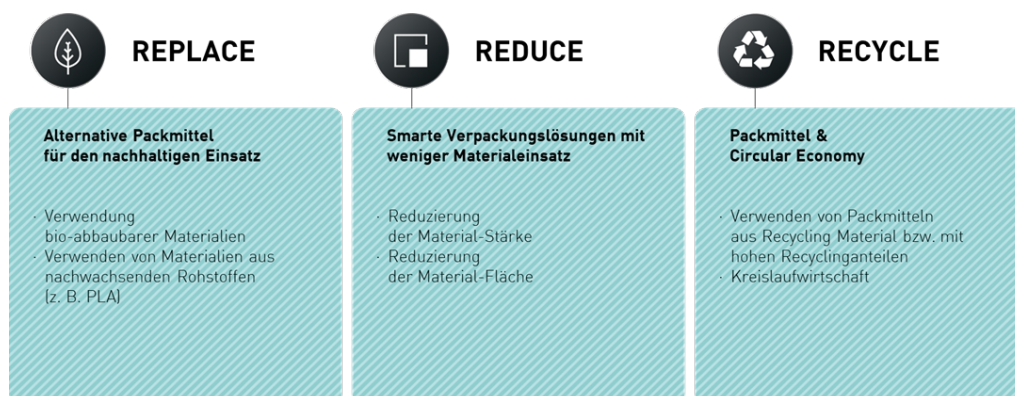 REPLACE
Alternative Packmittel
für den nachhaltigen Einsatz
· Verwendung
bio-abbaubarer Materialien
· Verwenden von Materialien aus
nachwachsenden Rohstoffen
(z. B. PLA)
REDUCE
Smarte Verpackungslösungen mit
weniger Materialeinsatz
· Reduzierung
der Material-Stärke
· Reduzierung
der Material-Fläche
RECYCLE
Packmittel &
Circular Economy
· Verwenden von Packmitteln
aus Recycling Material bzw. mit
hohen Recyclinganteilen
· Kreislaufwirtschaft